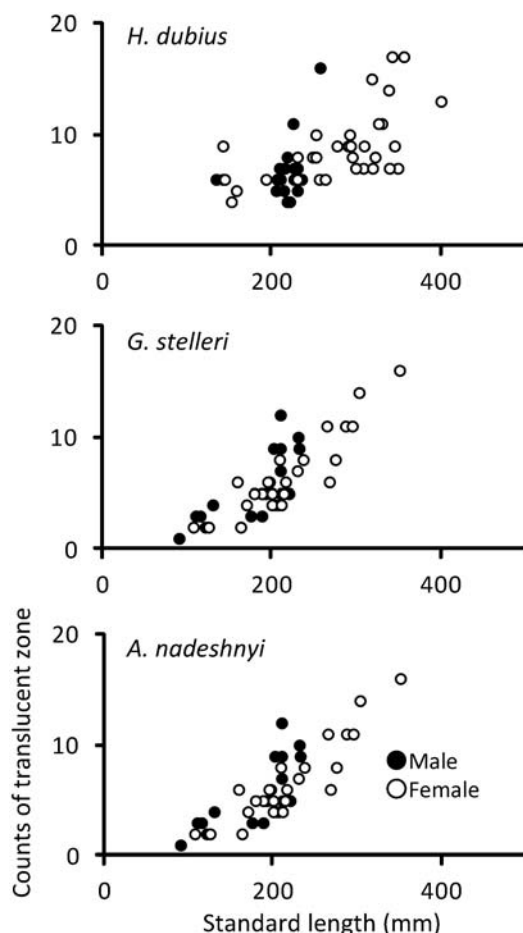 20
H. dubius
10
0
0
200
400
20
G. stelleri
10
0
0
200
400
Counts of translucent zone
20
A. nadeshnyi
10
Male
Female
0
0
200
400
Standard length (mm)